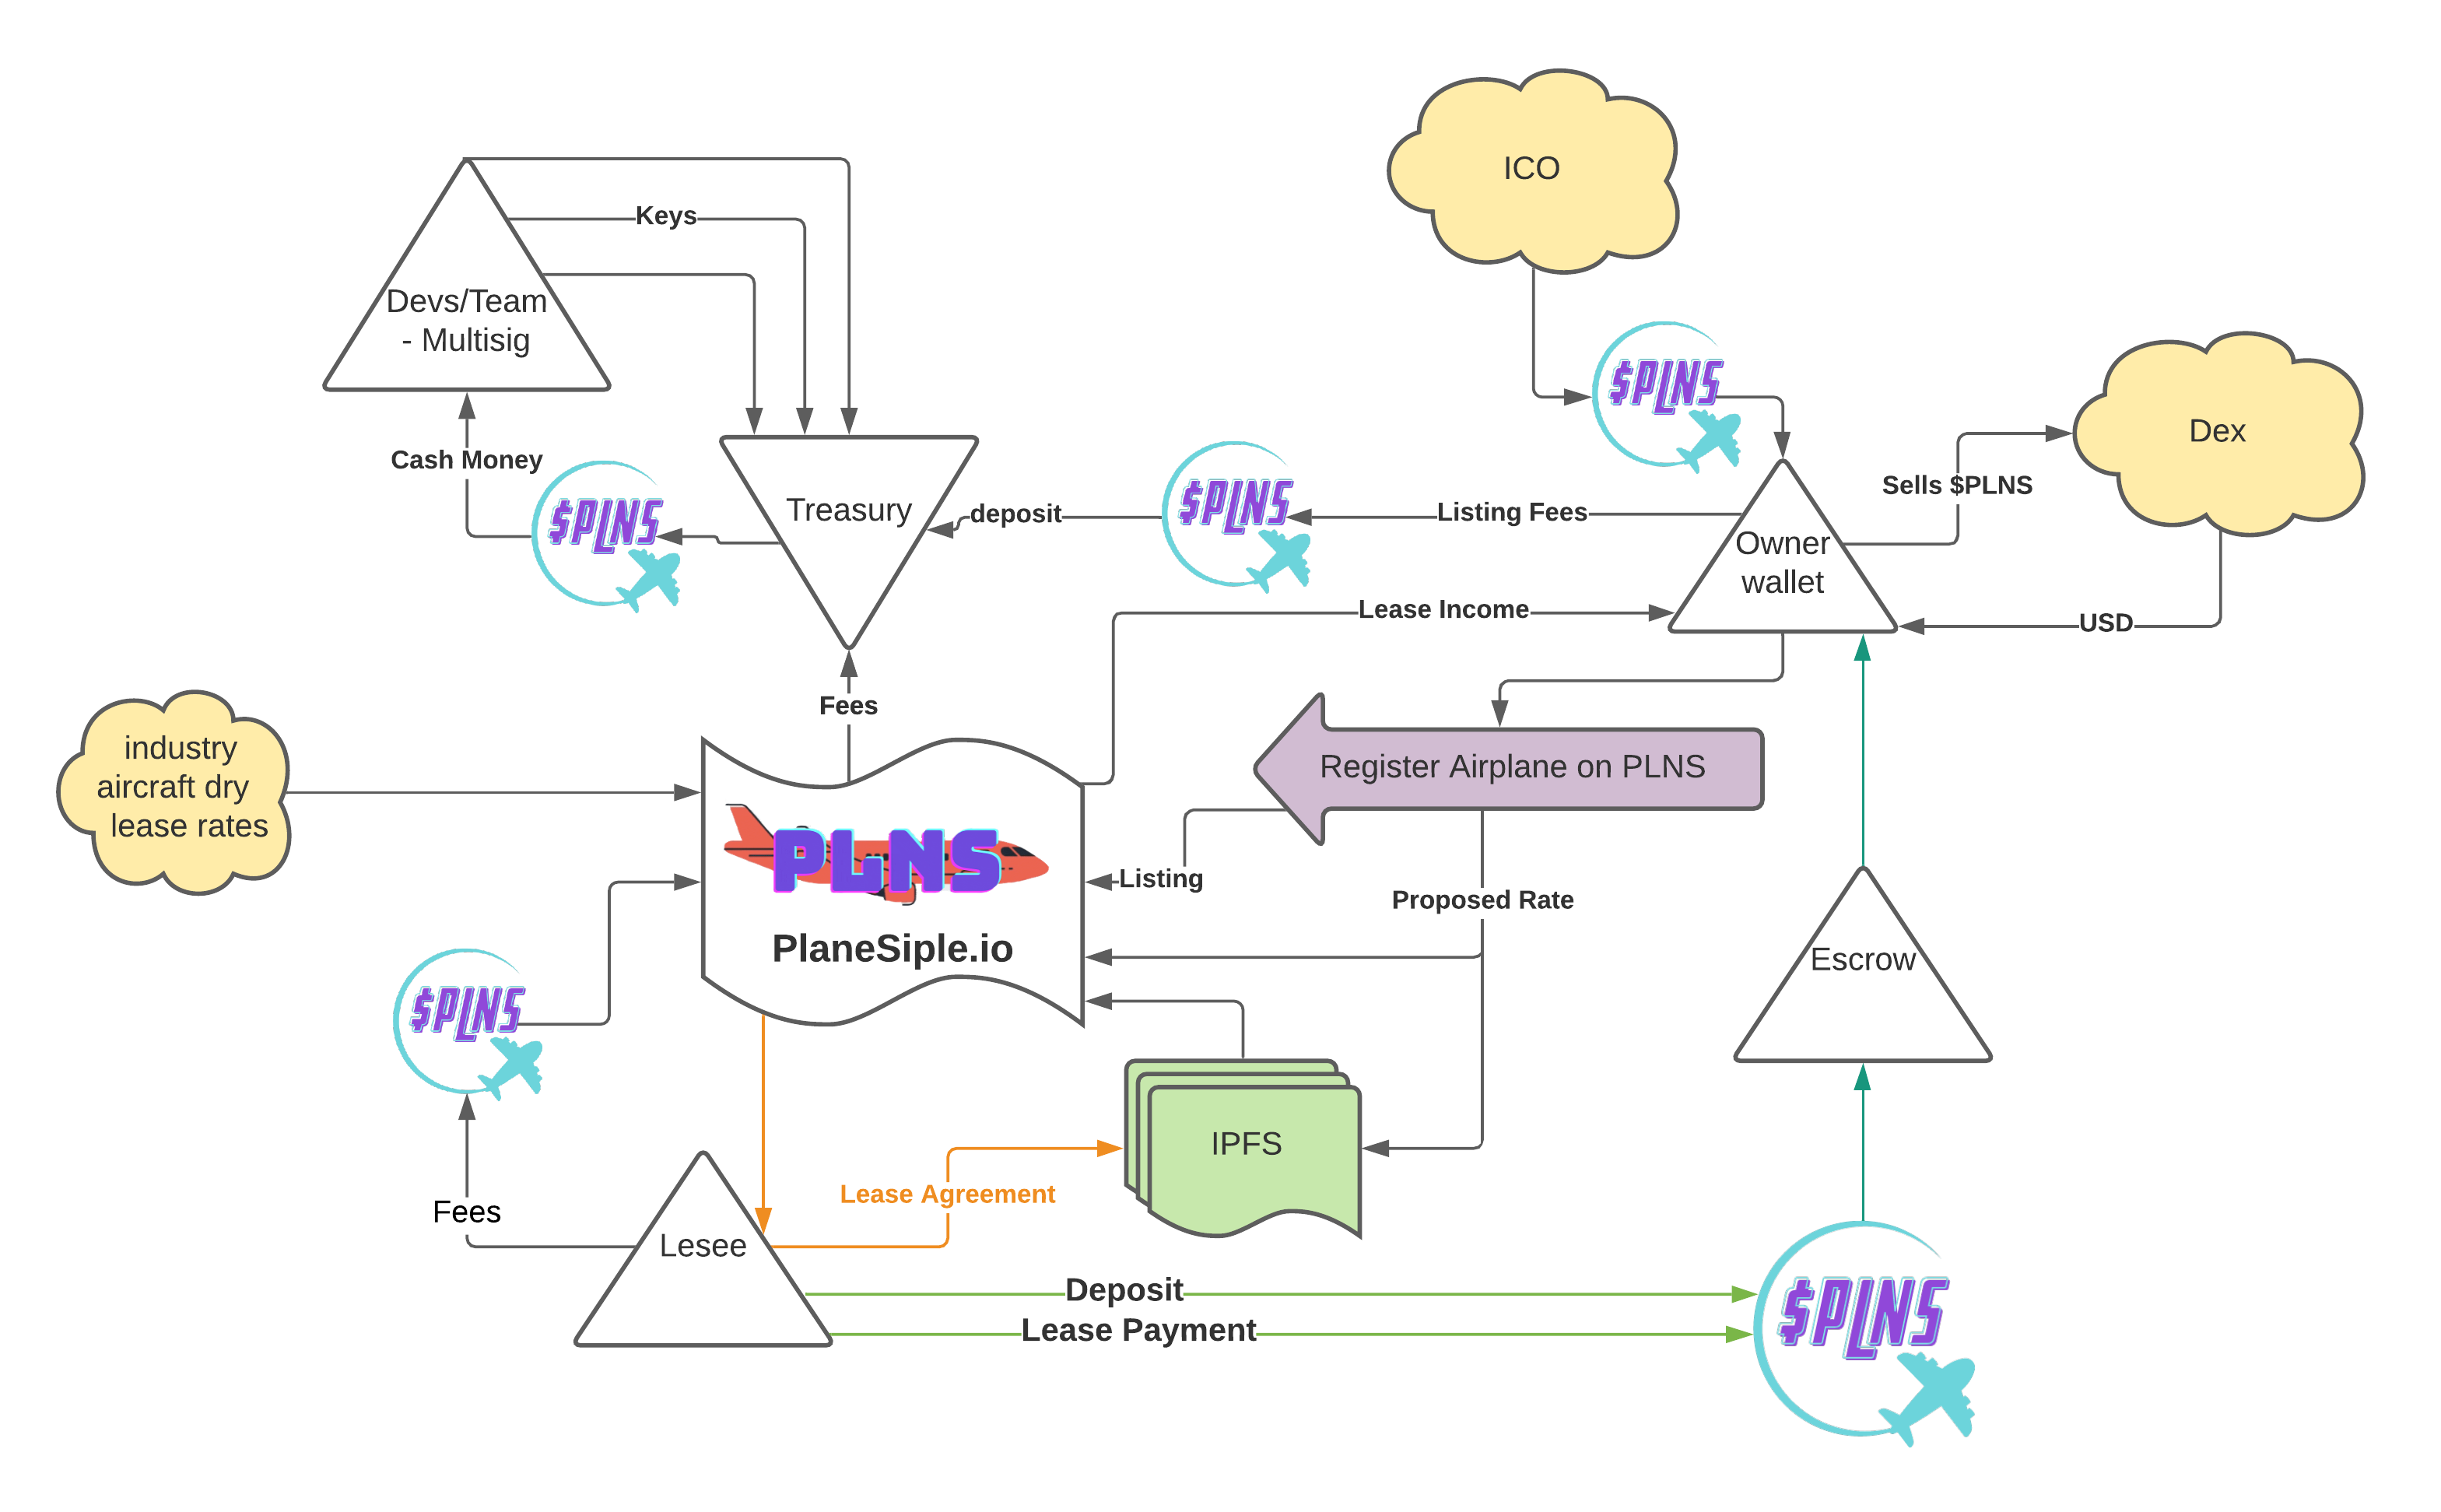 ICO
Keys
Devs/Team
- Multisig
$PLNS
Dex
Cash Money
Sells $PLNS
$PLNS
Treasury
deposit
$PLNS
Listing Fees
Owner
wallet
Lease Income
USD
Fees
industry
aircraft dry
lease rates
Register Airplane on PLNS
PLNS
Listing
Proposed Rate
PlaneSiple.io
Escrow
$PLNS
IPFS
Lease Agreement
Fees
Lesee
Deposit
Lease Payment
$PLNS